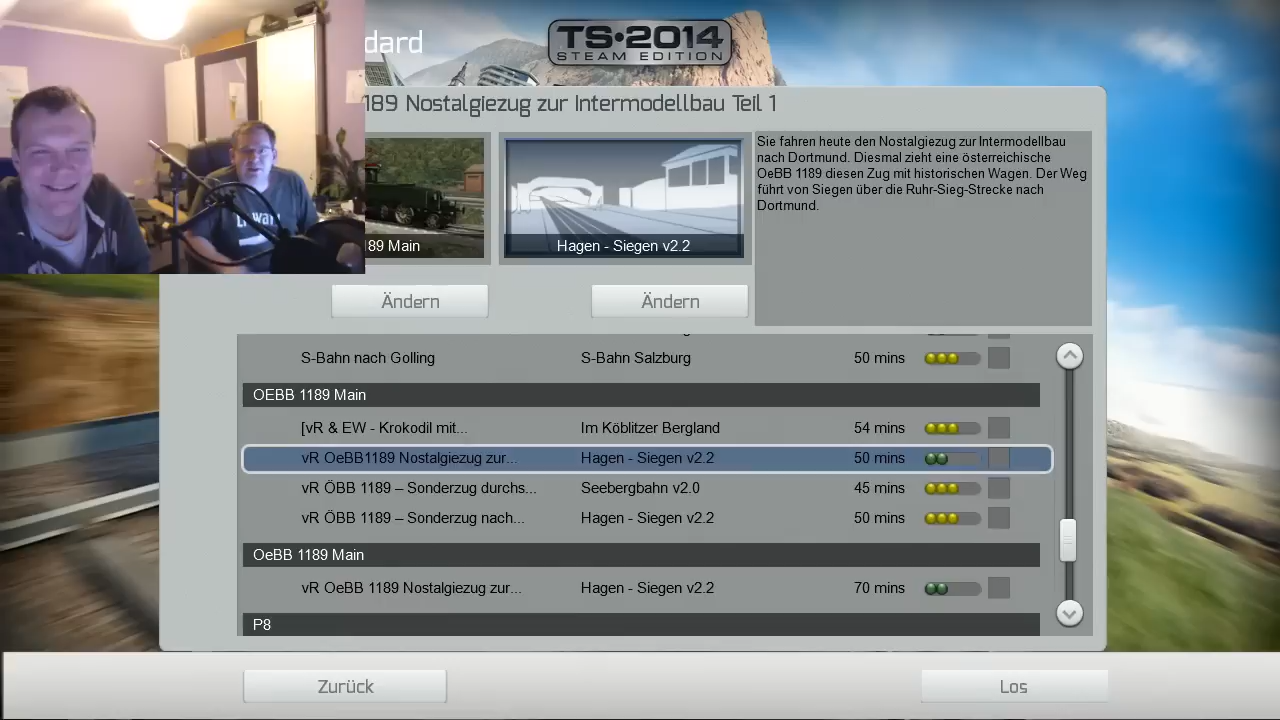 dard
TS·2014
STEAM EDITION
189 Nostalgiezug zur Intermodellbau Teil 1
89 Main
Hagen - Siegen v2.2
Sie fahren heute den Nostalgiezug zur Intermodellbau
nach Dortmund. Diesmal zieht eine österreichische
OeBB 1189 diesen Zug mit historischen Wagen. Der Weg
führt von Siegen über die Ruhr-Sieg-Strecke nach
Dortmund.
Ändern
Ändern
S-Bahn nach Golling S-Bahn Salzburg 50 mins
OEBB 1189 Main
[vR & EW - Krokodil mit... Im Köblitzer Bergland 54 mins
vR OeBB1189 Nostalgiezug zur... Hagen - Siegen v2.2 50 mins
vR ÖBB 1189 – Sonderzug durchs... Seebergbahn v2.0 45 mins
vR ÖBB 1189 – Sonderzug nach... Hagen - Siegen v2.2 50 mins
OeBB 1189 Main
vR OeBB 1189 Nostalgiezug zur... Hagen - Siegen v2.2 70 mins
P8
Zurück
Los